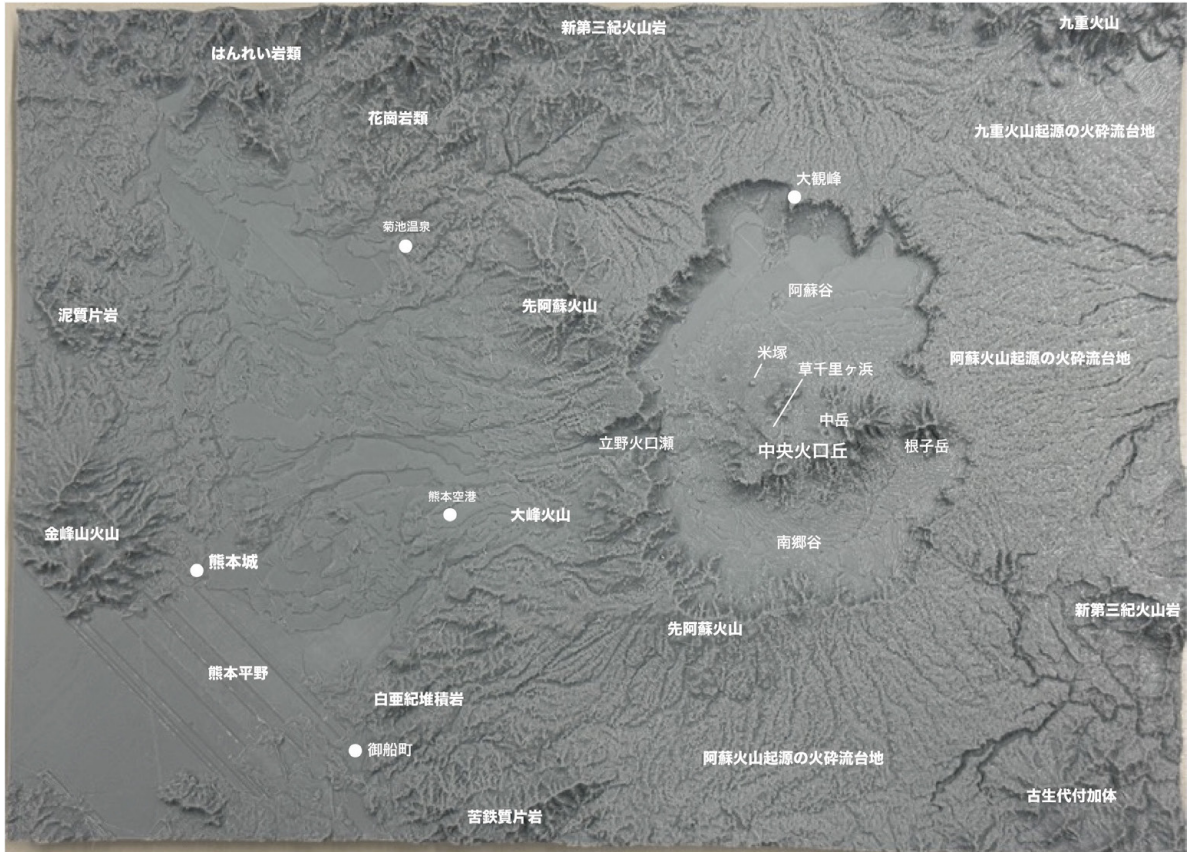 九重火山
新第三紀火山岩
はんれい岩類
花崗岩類
九重火山起源の火砕流台地
大観峰
菊池温泉
阿蘇谷
先阿蘇火山
泥質片岩
米塚
阿蘇火山起源の火砕流台地
草千里ヶ浜
中岳
立野火口瀬
根子岳
中央火口丘
熊本空港
大峰火山
金峰山火山
南郷谷
熊本城
新第三紀火山岩
先阿蘇火山
熊本平野
白亜紀堆積岩
御船町
阿蘇火山起源の火砕流台地
古生代付加体
苦鉄質片岩